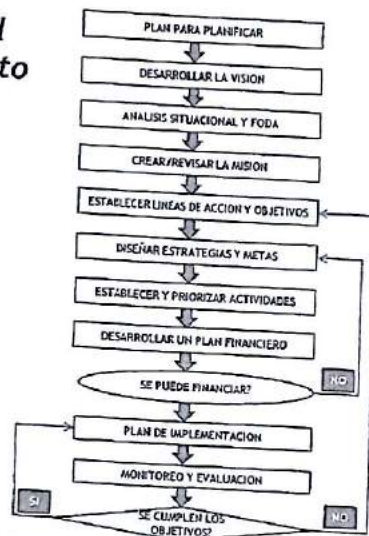 l
to
PLAN PARA PLANIFICAR
DESARROLLAR LA VISION
ANALISIS SITUACIONAL Y FODA
CREAR/REVISAR LA MISION
ESTABLECER LINEAS DE ACCION Y OBJETIVOS
DISEÑAR ESTRATEGIAS Y METAS
ESTABLECER Y PRIORIZAR ACTIVIDADES
DESARROLLAR UN PLAN FINANCIERO
SE PUEDE FINANCIAR?
NO
PLAN DE IMPLEMENTACION
MONITOREO Y EVALUACION
SI
SE CUMPLEN LOS
OBJETIVOS?
NO